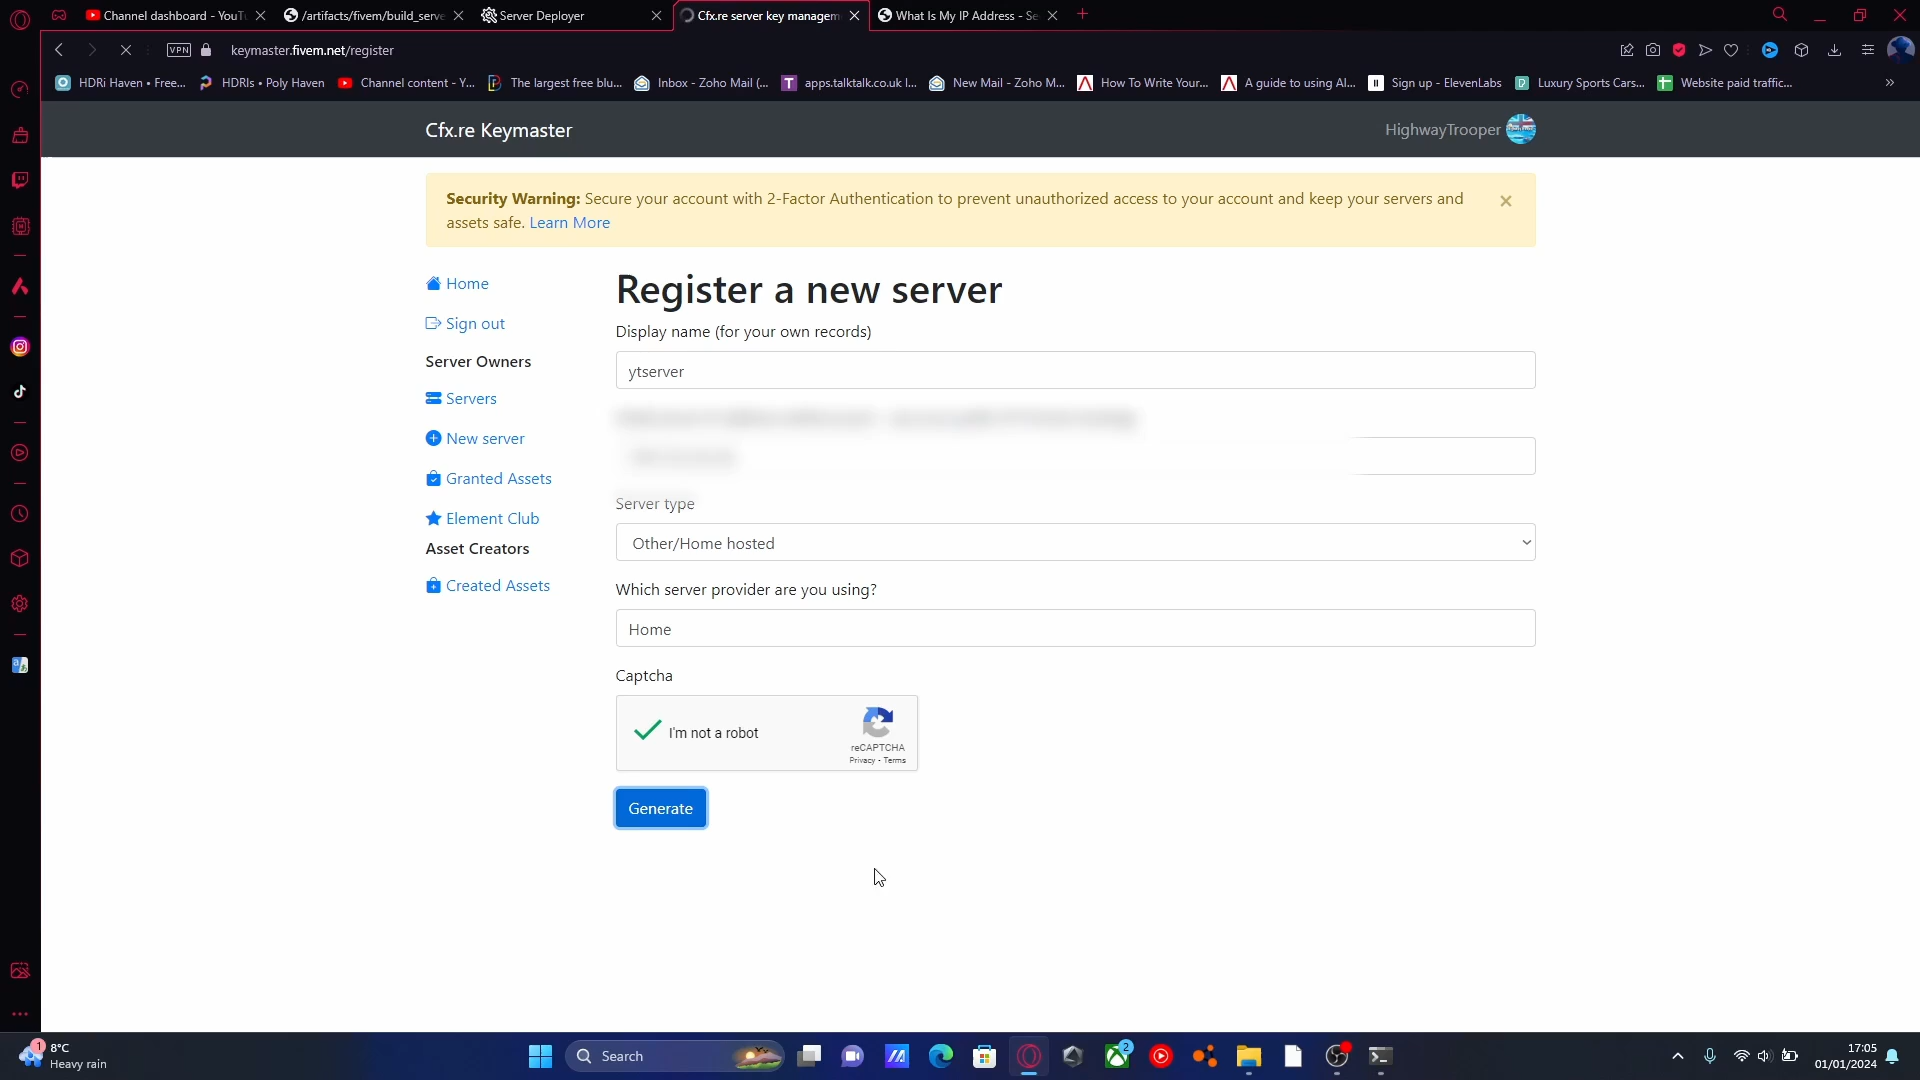 Channel dashboard - YouTu
/artifacts/fivem/build_serve
Server Deployer
Cfx.re server key managem
What Is My IP Address - Se
VPN
keymaster.fivem.net/register
HDRi Haven • Free...
HDRIs • Poly Haven
Channel content - Y...
The largest free blu...
Inbox - Zoho Mail (...
apps.talktalk.co.uk l...
New Mail - Zoho M...
How To Write Your...
A guide to using AI...
Sign up - ElevenLabs
Luxury Sports Cars...
Website paid traffic...
Cfx.re Keymaster
HighwayTrooper
Security Warning: Secure your account with 2-Factor Authentication to prevent unauthorized access to your account and keep your servers and
assets safe. Learn More
Home
Sign out
Server Owners
Servers
New server
Granted Assets
Element Club
Asset Creators
Created Assets
Register a new server
Display name (for your own records)
ytserver
Server type
Other/Home hosted
Which server provider are you using?
Home
Captcha
I'm not a robot
reCAPTCHA
Privacy - Terms
Generate
1
8°C
Heavy rain
Search
2
17:05
01/01/2024